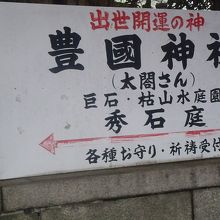 出世開運の神
豊國神社
(太閤さん)
巨石・枯山水庭園
秀石庭
各種お守り・祈祷受付